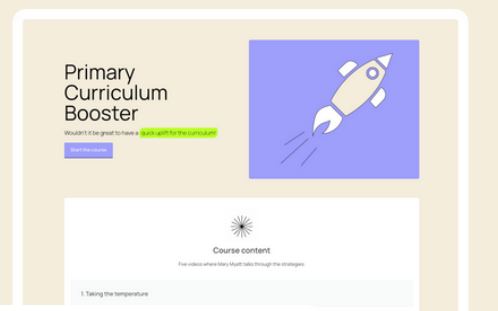 Primary
Curriculum
Booster
Wouldn't it be great to have a quick uplift for the curriculum!
Start the course
Course content
Five videos where Mary Myatt talks through the strategies
1. Taking the temperature